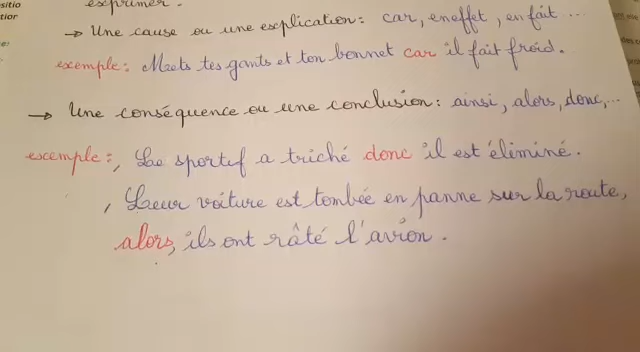 exprimer.
→ Une cause ou une explication : car, en effet, en fait ...
exemple : Mets tes gants et ton bonnet car il fait froid.
→ Une conséquence ou une conclusion : ainsi, alors, donc,...
exemple :, Le sportif a triché donc il est éliminé.
, Leur voiture est tombée en panne sur la route,
alors, ils ont râté l'avion.